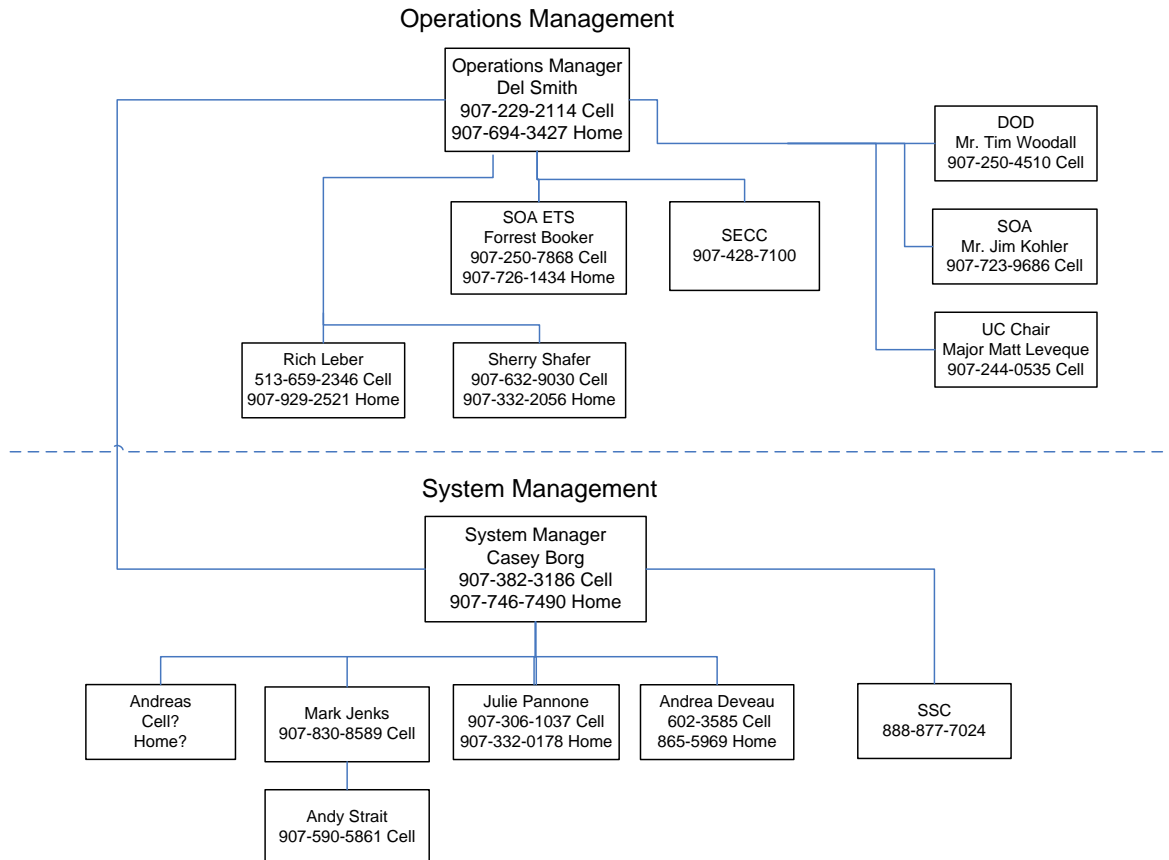 Operations Management
Operations Manager
Del Smith
907-229-2114 Cell
907-694-3427 Home
DOD
Mr. Tim Woodall
907-250-4510 Cell
SOA ETS
Forrest Booker
907-250-7868 Cell
907-726-1434 Home
SECC
907-428-7100
SOA
Mr. Jim Kohler
907-723-9686 Cell
UC Chair
Major Matt Leveque
907-244-0535 Cell
Rich Leber
513-659-2346 Cell
907-929-2521 Home
Sherry Shafer
907-632-9030 Cell
907-332-2056 Home
System Management
System Manager
Casey Borg
907-382-3186 Cell
907-746-7490 Home
Andreas
Cell?
Home?
Mark Jenks
907-830-8589 Cell
Julie Pannone
907-306-1037 Cell
907-332-0178 Home
Andrea Deveau
602-3585 Cell
865-5969 Home
SSC
888-877-7024
Andy Strait
907-590-5861 Cell